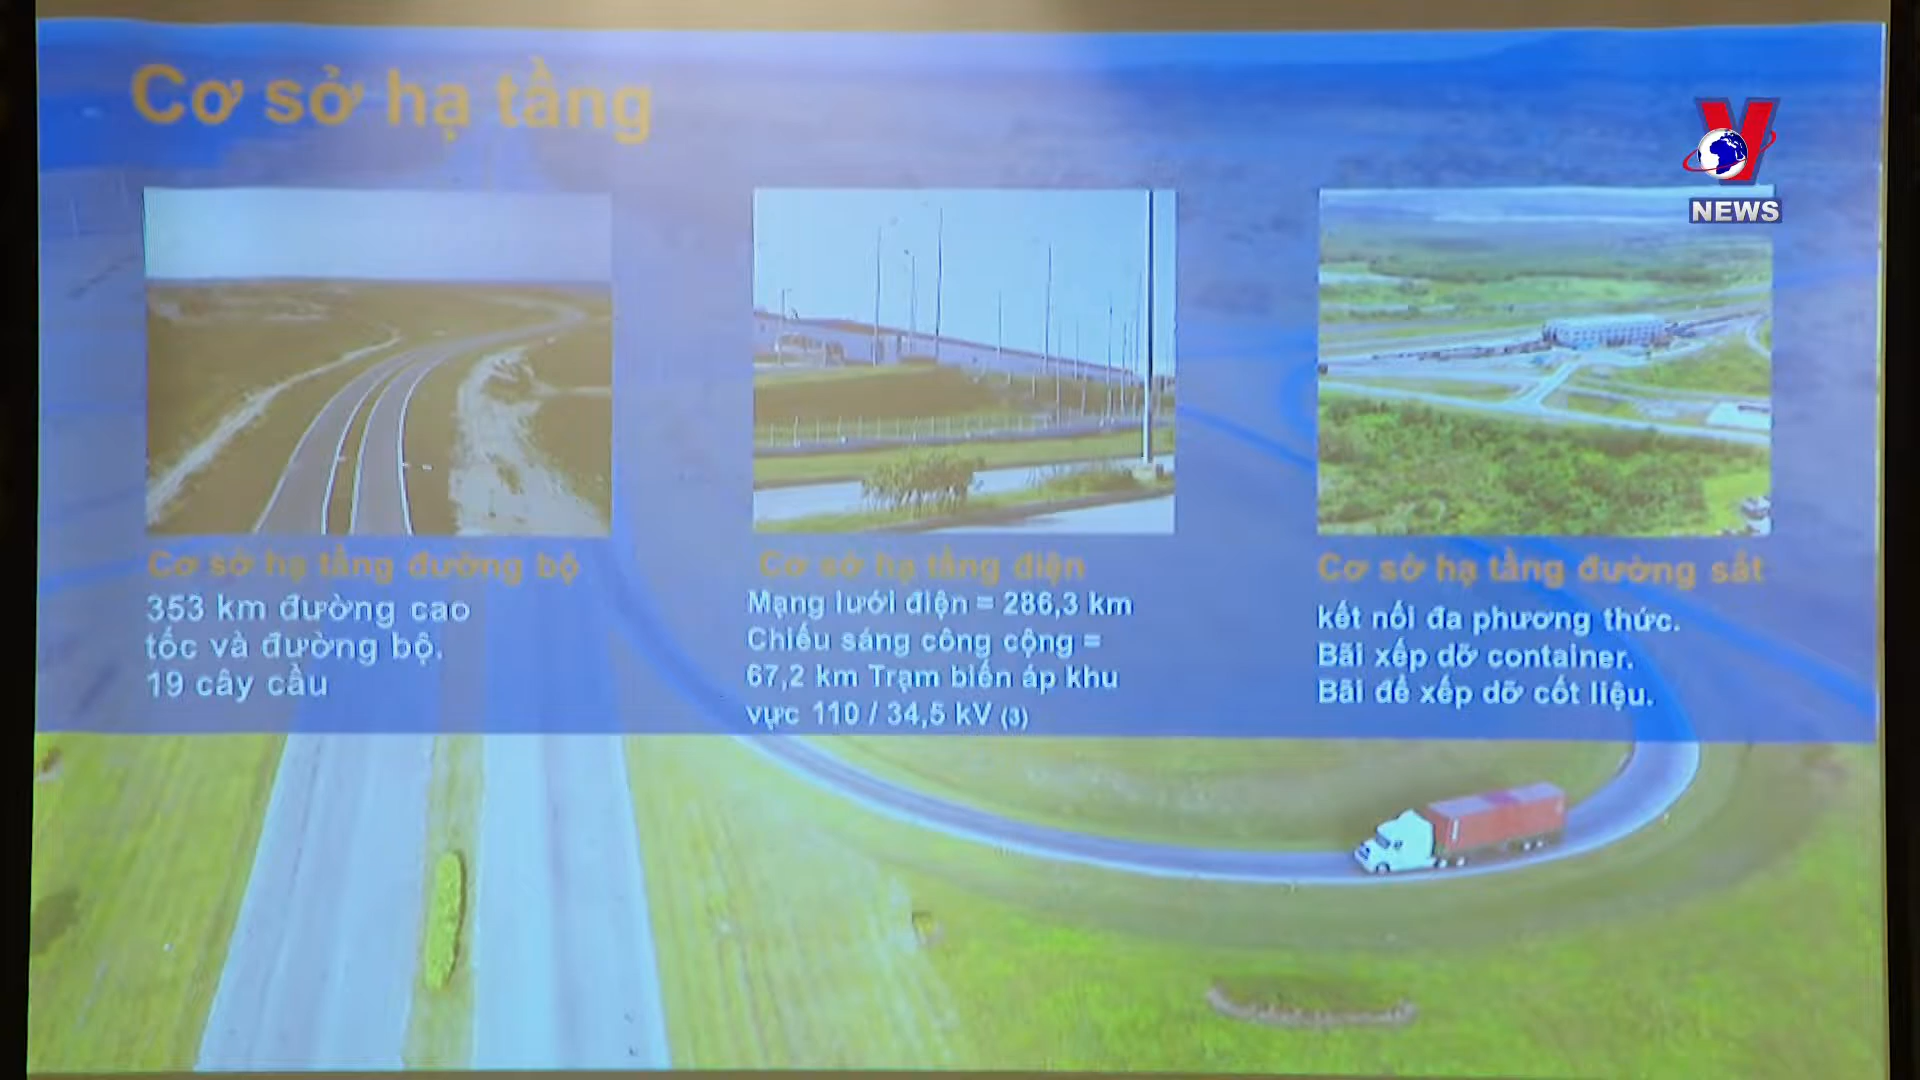 Cơ sở hạ tầng
V
NEWS
Cơ sở hạ tầng đường bộ
353 km đường cao
tốc và đường bộ.
19 cây cầu
Cơ sở hạ tầng điện
Mạng lưới điện = 286,3 km
Chiếu sáng công cộng =
67,2 km Trạm biến áp khu
vực 110 / 34,5 kV (3)
Cơ sở hạ tầng đường sắt
kết nối đa phương thức.
Bãi xếp dỡ container.
Bãi để xếp dỡ cốt liệu.